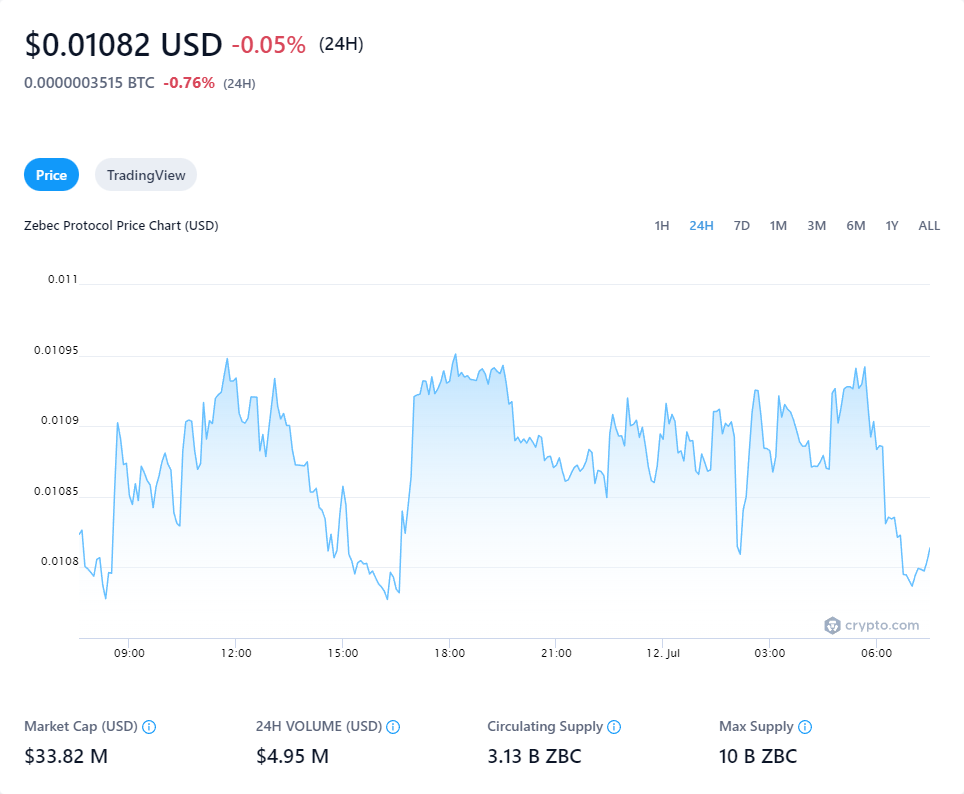 $0.01082 USD -0.05% (24H)
0.0000003515 BTC -0.76% (24H)
Price TradingView
Zebec Protocol Price Chart (USD) 1H 24H 7D 1M 3M 6M 1Y ALL
0.011
0.01095
0.0109
0.01085
0.0108
crypto.com
09:00 12:00 15:00 18:00 21:00 12. Jul 03:00 06:00
Market Cap (USD) 24H VOLUME (USD) Circulating Supply Max Supply
$33.82 M $4.95 M 3.13 B ZBC 10 B ZBC